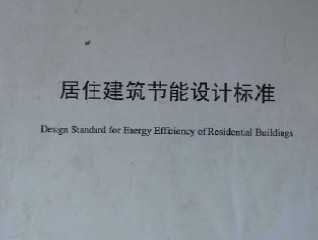 居住建筑节能设计标准
Design Standard for Energy Efficiency of Residential Buildings